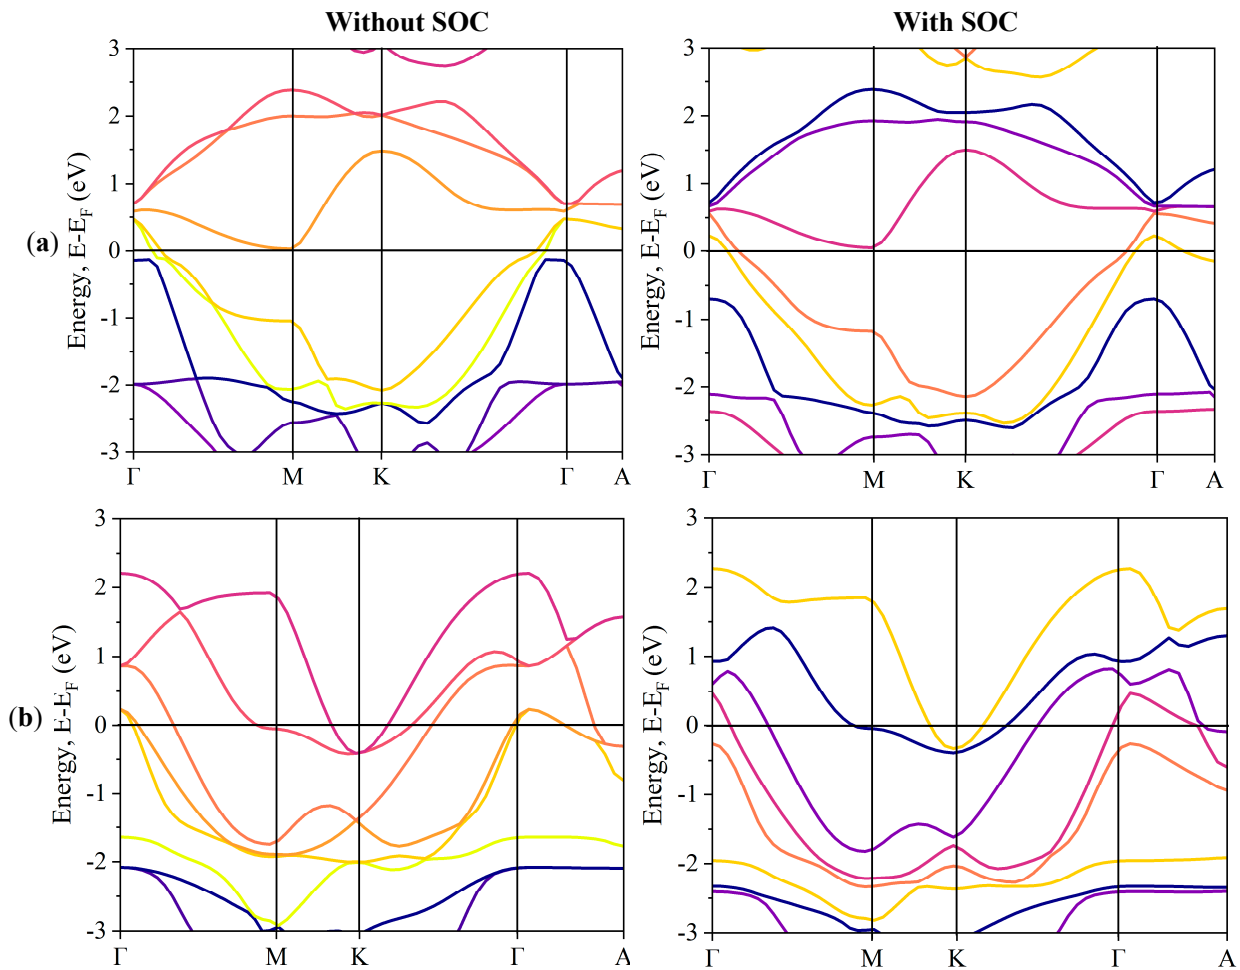 Without SOC
With SOC
(a)
Energy, E-E_F (eV)
3
2
1
0
-1
-2
-3
Γ M K Γ A
Energy, E-E_F (eV)
3
2
1
0
-1
-2
-3
Γ M K Γ A
(b)
Energy, E-E_F (eV)
3
2
1
0
-1
-2
-3
Γ M K Γ A
Energy, E-E_F (eV)
3
2
1
0
-1
-2
-3
Γ M K Γ A